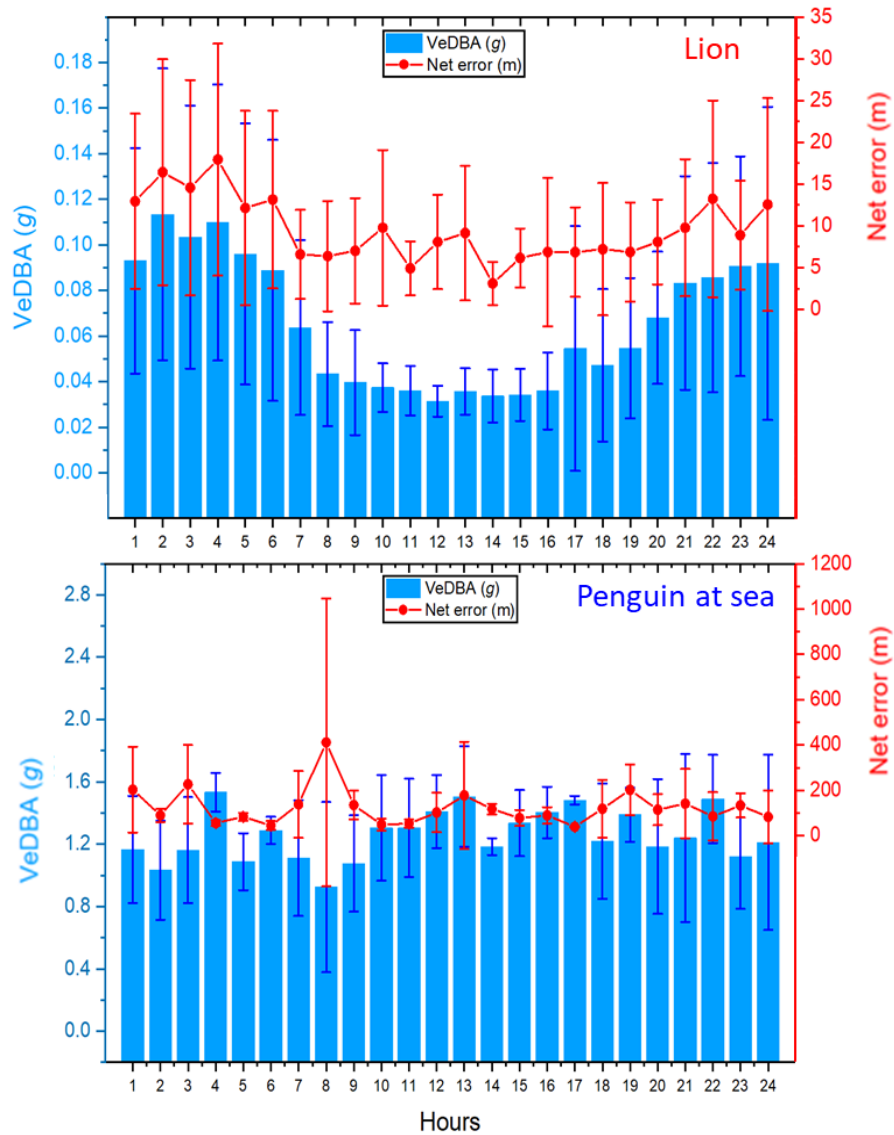 VeDBA (g)
Net error (m)
Lion
0.18
0.16
0.14
0.12
0.10
0.08
0.06
0.04
0.02
0.00
VeDBA (g)
35
30
25
20
15
10
5
0
Net error (m)
1 2 3 4 5 6 7 8 9 10 11 12 13 14 15 16 17 18 19 20 21 22 23 24
VeDBA (g)
Net error (m)
Penguin at sea
2.8
2.4
2.0
1.6
1.2
0.8
0.4
0.0
VeDBA (g)
1200
1000
800
600
400
200
0
Net error (m)
1 2 3 4 5 6 7 8 9 10 11 12 13 14 15 16 17 18 19 20 21 22 23 24
Hours